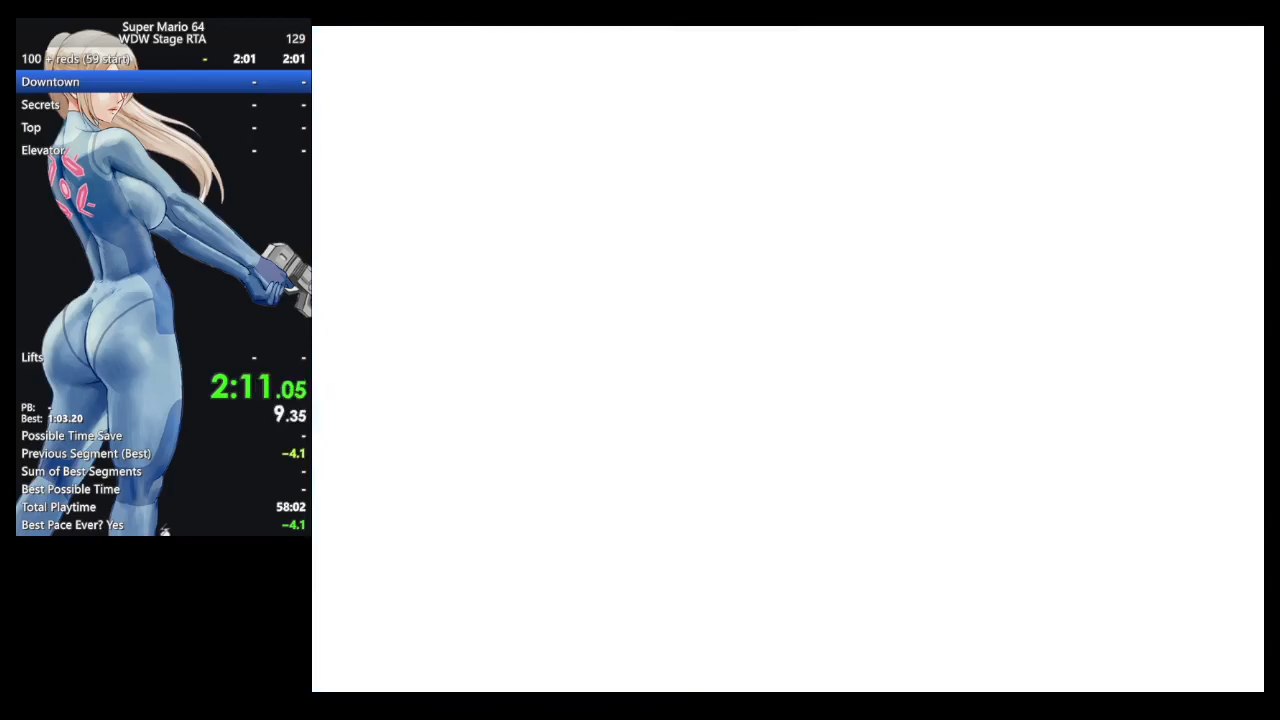 Super Mario 64
WDW Stage RTA
129
100 + reds (59 start) - 2:01 2:01
Downtown - -
Secrets - -
Top - -
Elevator - -
Lifts - -
2:11.05
PB: -
Best: 1:03.20
9.35
Possible Time Save -
Previous Segment (Best) −4.1
Sum of Best Segments -
Best Possible Time -
Total Playtime 58:02
Best Pace Ever? Yes −4.1